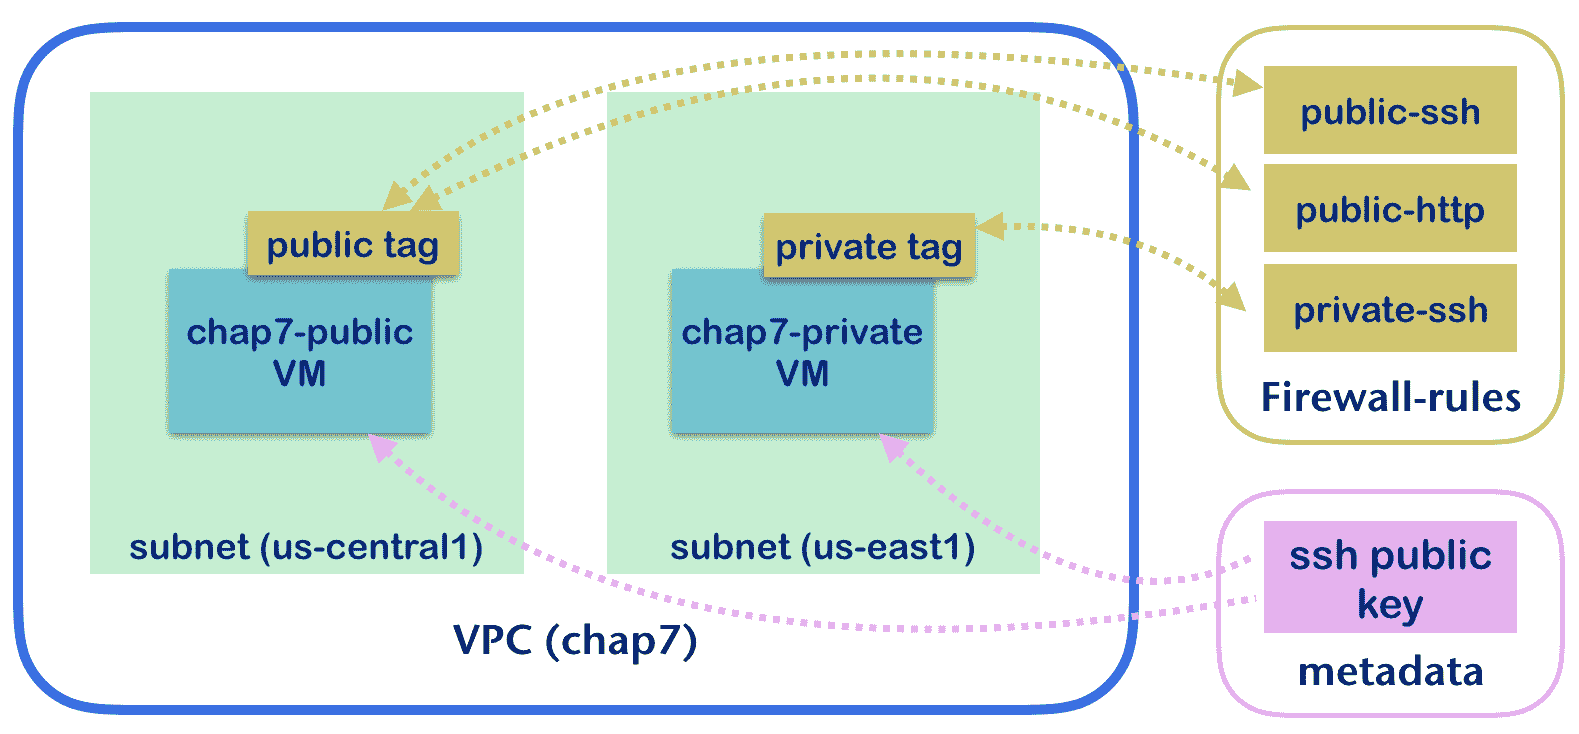 public-ssh
public-http
private-ssh
Firewall-rules
public tag
private tag
chap7-public
VM
chap7-private
VM
subnet (us-central1)
subnet (us-east1)
VPC (chap7)
ssh public
key
metadata